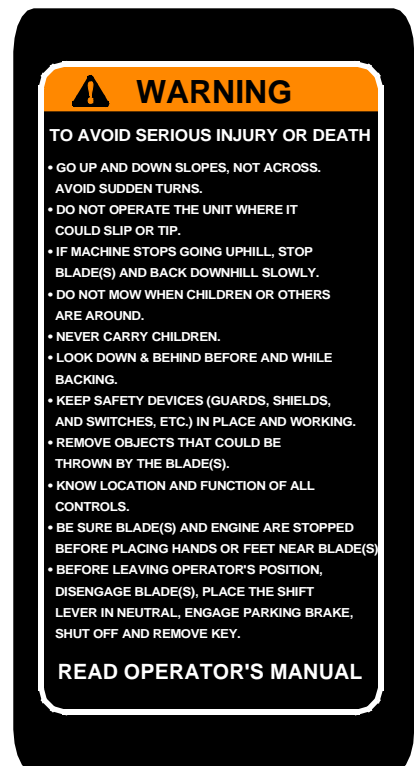 WARNING
TO AVOID SERIOUS INJURY OR DEATH
• GO UP AND DOWN SLOPES, NOT ACROSS.
AVOID SUDDEN TURNS.
• DO NOT OPERATE THE UNIT WHERE IT
COULD SLIP OR TIP.
• IF MACHINE STOPS GOING UPHILL, STOP
BLADE(S) AND BACK DOWNHILL SLOWLY.
• DO NOT MOW WHEN CHILDREN OR OTHERS
ARE AROUND.
• NEVER CARRY CHILDREN.
• LOOK DOWN & BEHIND BEFORE AND WHILE
BACKING.
• KEEP SAFETY DEVICES (GUARDS, SHIELDS,
AND SWITCHES, ETC.) IN PLACE AND WORKING.
• REMOVE OBJECTS THAT COULD BE
THROWN BY THE BLADE(S).
• KNOW LOCATION AND FUNCTION OF ALL
CONTROLS.
• BE SURE BLADE(S) AND ENGINE ARE STOPPED
BEFORE PLACING HANDS OR FEET NEAR BLADE(S)
• BEFORE LEAVING OPERATOR'S POSITION,
DISENGAGE BLADE(S), PLACE THE SHIFT
LEVER IN NEUTRAL, ENGAGE PARKING BRAKE,
SHUT OFF AND REMOVE KEY.
READ OPERATOR'S MANUAL